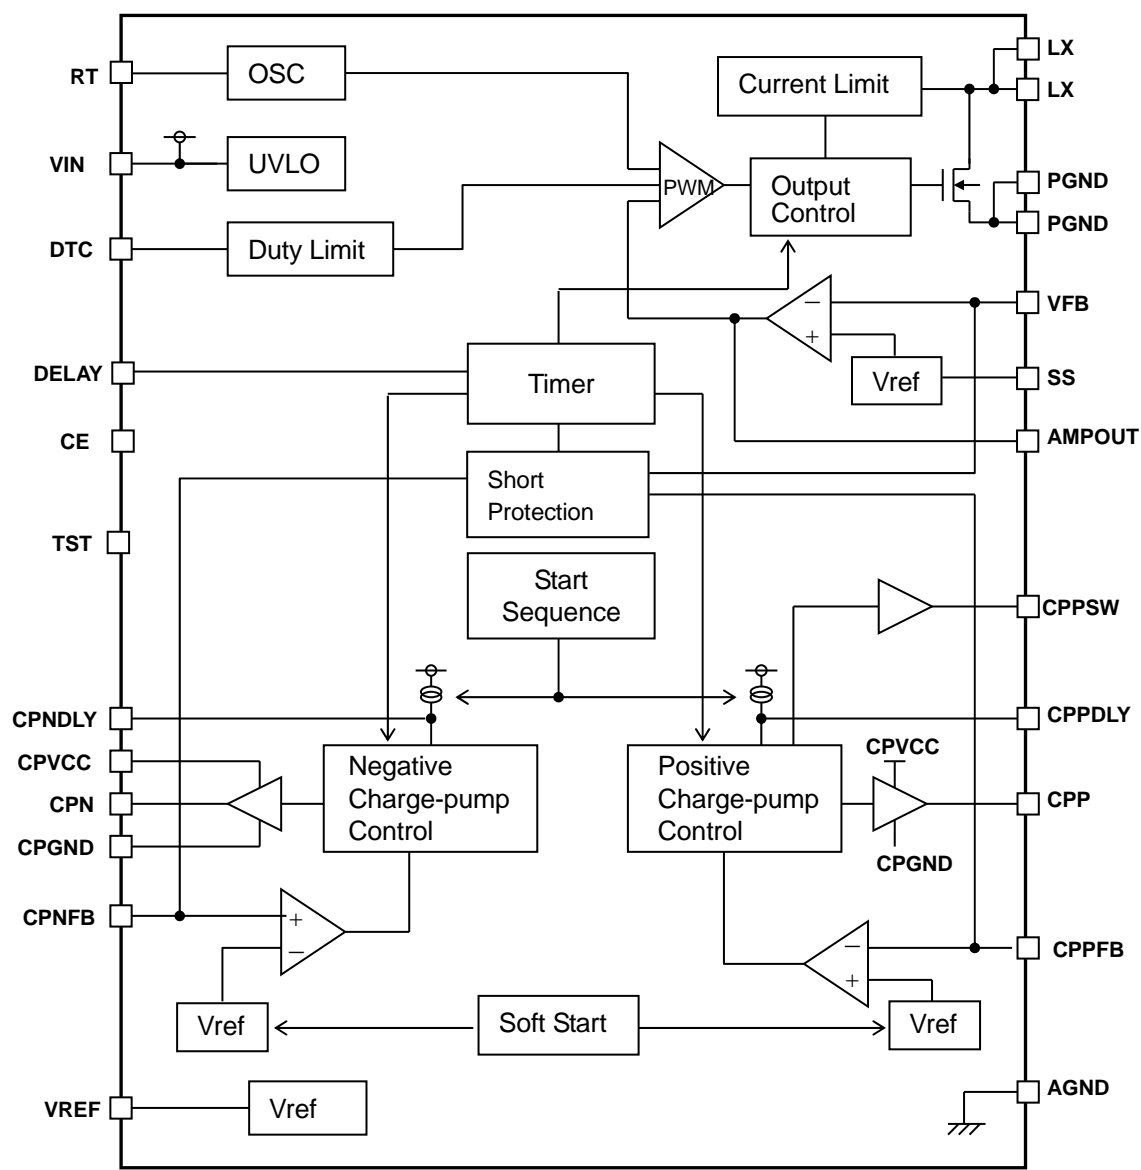 LX
RT
OSC
Current Limit
LX
VIN
UVLO
PWM
Output
Control
PGND
PGND
DTC
Duty Limit
−
VFB
+
DELAY
Timer
Vref
SS
CE
AMPOUT
Short
Protection
TST
Start
Sequence
CPPSW
CPNDLY
CPPDLY
CPVCC
Negative
Charge-pump
Control
Positive
Charge-pump
Control
CPVCC
CPN
CPP
CPGND
CPGND
CPNFB
+
−
−
+
CPPFB
Vref
Soft Start
Vref
AGND
VREF
Vref